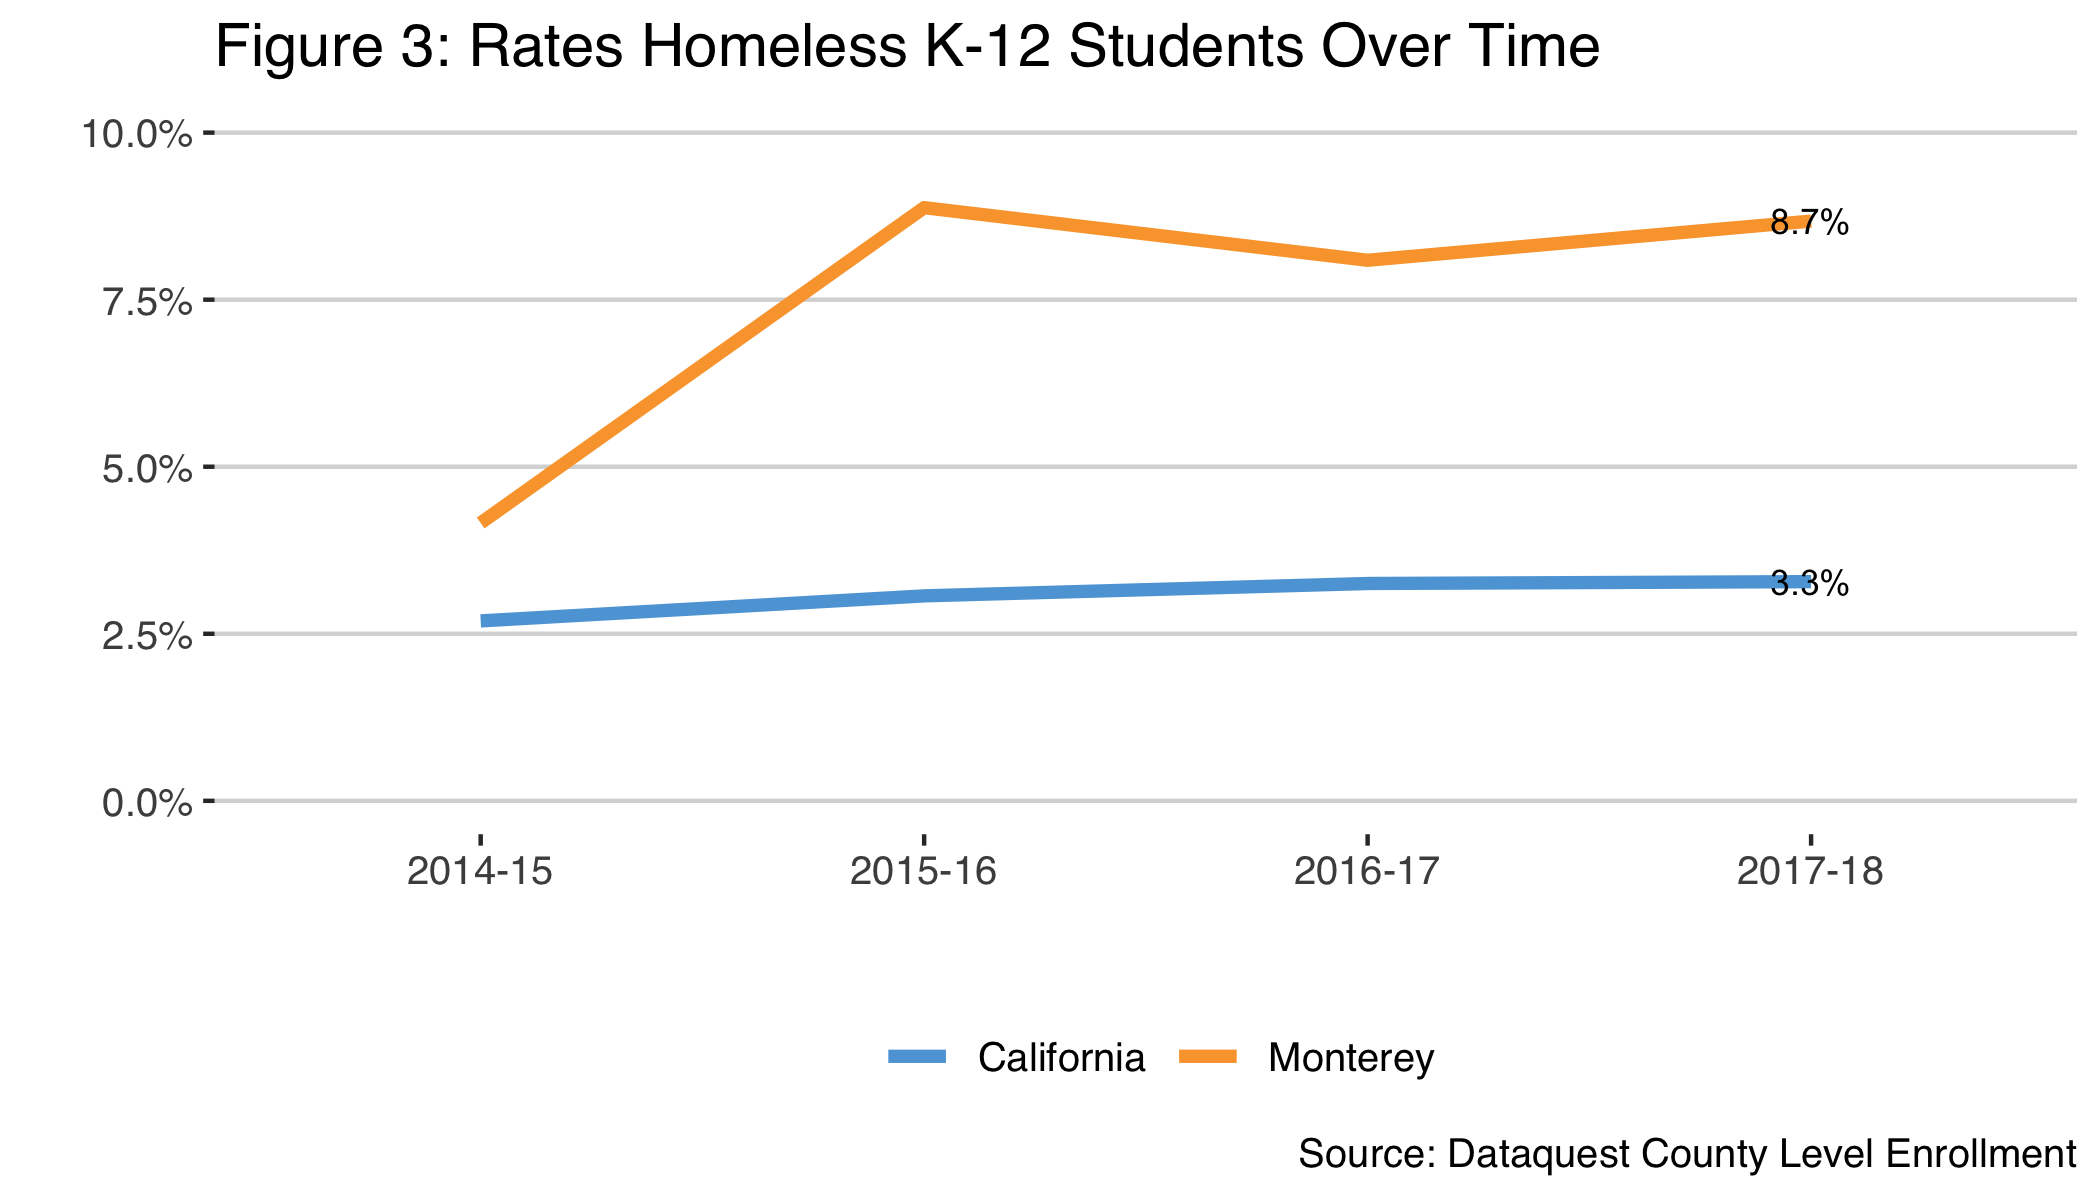 Figure 3: Rates Homeless K-12 Students Over Time
10.0%
8.7%
7.5%
5.0%
3.3%
2.5%
0.0%
2014-15 2015-16 2016-17 2017-18
California Monterey
Source: Dataquest County Level Enrollment